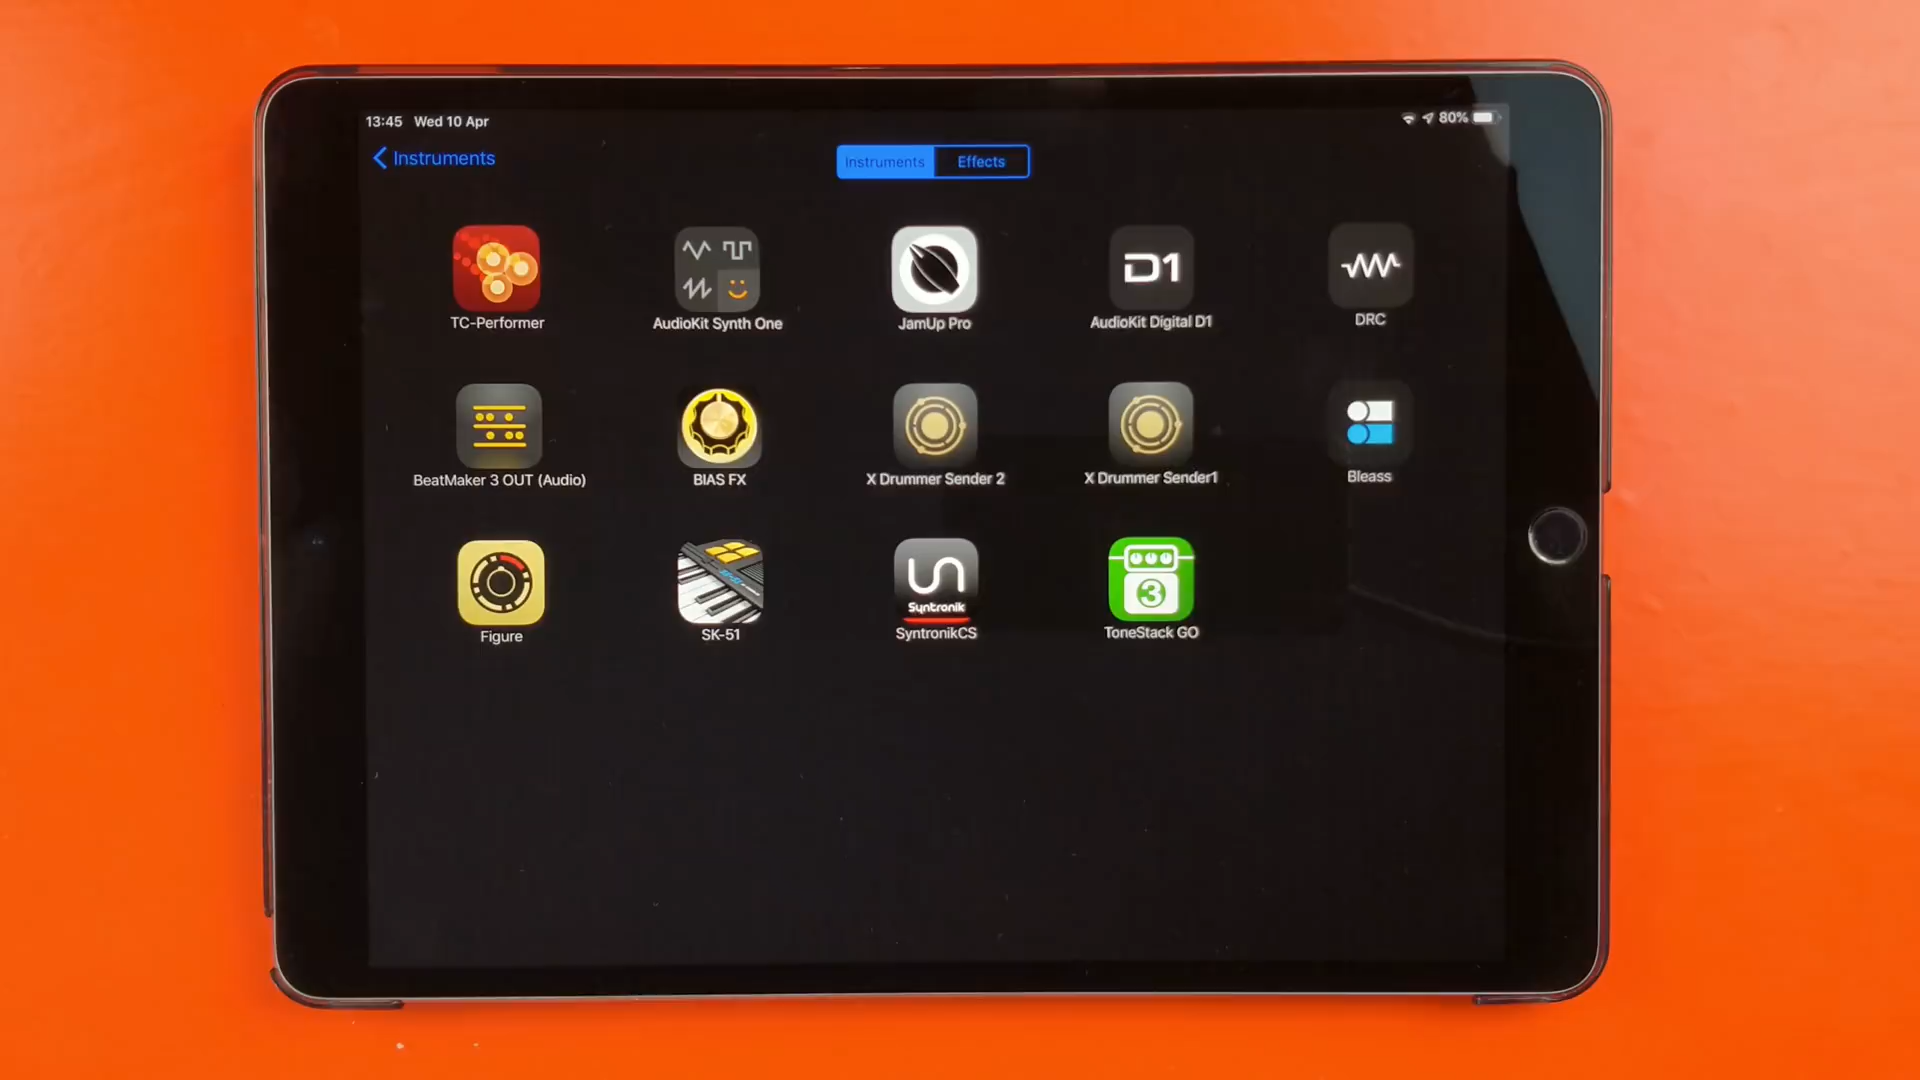 13:45 Wed 10 Apr
80%
Instruments
Instruments
Effects
D1
TC-Performer
AudioKit Synth One
JamUp Pro
AudioKit Digital D1
DRC
BeatMaker 3 OUT (Audio)
BIAS FX
X Drummer Sender 2
X Drummer Sender1
Bleass
Syntronik
3
Figure
SK-51
SyntronikCS
ToneStack GO